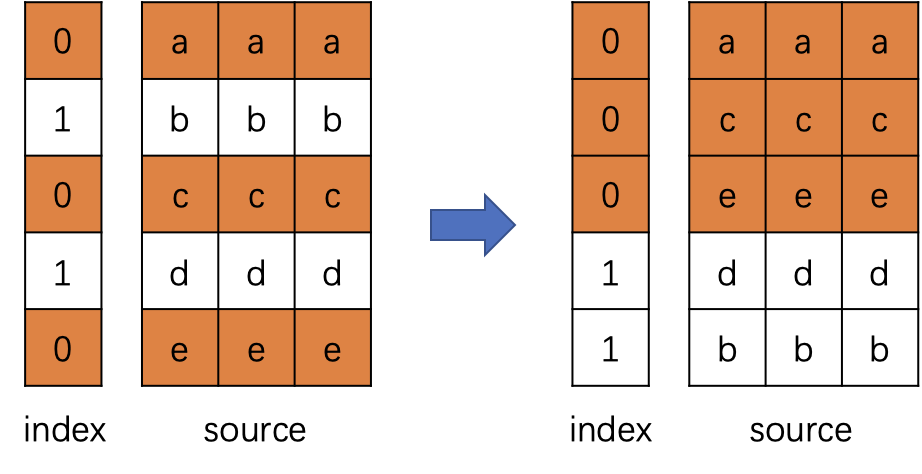 0 a a a 0 a a a
1 b b b 0 c c c
0 c c c 0 e e e
1 d d d 1 d d d
0 e e e 1 b b b
index source index source